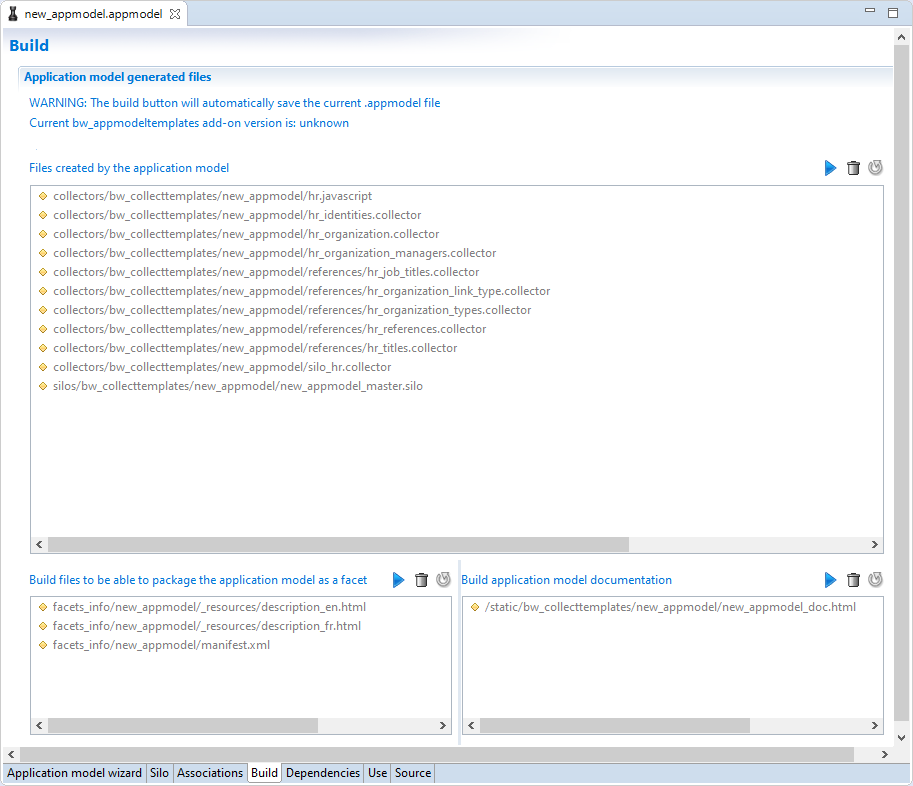 new_appmodel.appmodel
Build
Application model generated files
WARNING: The build button will automatically save the current .appmodel file
Current bw_appmodeltemplates add-on version is: unknown
Files created by the application model
collectors/bw_collecttemplates/new_appmodel/hr.javascript
collectors/bw_collecttemplates/new_appmodel/hr_identities.collector
collectors/bw_collecttemplates/new_appmodel/hr_organization.collector
collectors/bw_collecttemplates/new_appmodel/hr_organization_managers.collector
collectors/bw_collecttemplates/new_appmodel/references/hr_job_titles.collector
collectors/bw_collecttemplates/new_appmodel/references/hr_organization_link_type.collector
collectors/bw_collecttemplates/new_appmodel/references/hr_organization_types.collector
collectors/bw_collecttemplates/new_appmodel/references/hr_references.collector
collectors/bw_collecttemplates/new_appmodel/references/hr_titles.collector
collectors/bw_collecttemplates/new_appmodel/silo_hr.collector
silos/bw_collecttemplates/new_appmodel/new_appmodel_master.silo
Build files to be able to package the application model as a facet
facets_info/new_appmodel/_resources/description_en.html
facets_info/new_appmodel/_resources/description_fr.html
facets_info/new_appmodel/manifest.xml
Build application model documentation
/static/bw_collecttemplates/new_appmodel/new_appmodel_doc.html
Application model wizard Silo Associations Build Dependencies Use Source